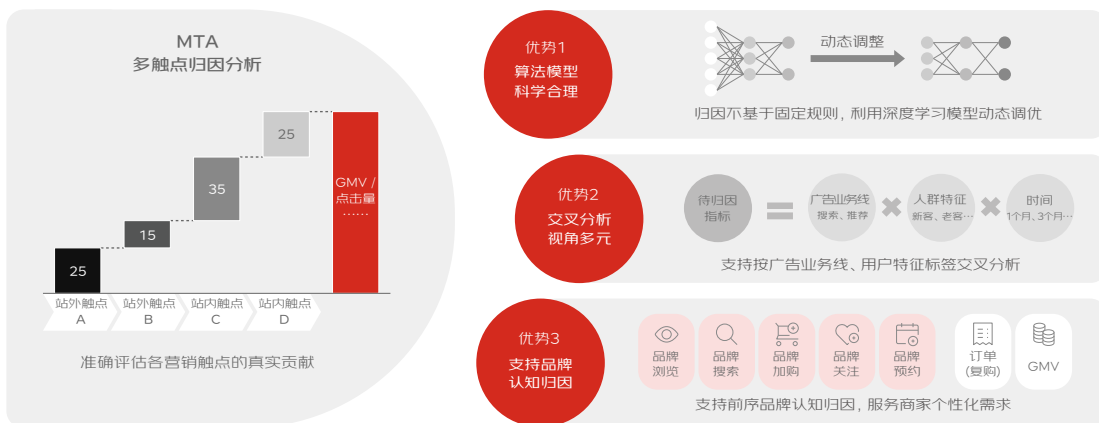 MTA
多触点归因分析
25
15
35
25
GMV /
点击量
......
站外触点
A
站外触点
B
站内触点
C
站内触点
D
准确评估各营销触点的真实贡献
优势1
算法模型
科学合理
动态调整
归因不基于固定规则, 利用深度学习模型动态调优
优势2
交叉分析
视角多元
待归因
指标
广告业务线
搜索、推荐
人群特征
新客、老客...
时间
1个月、3个月...
支持按广告业务线、用户特征标签交叉分析
优势3
支持品牌
认知归因
品牌
浏览
品牌
搜索
品牌
加购
品牌
关注
品牌
预约
订单
(复购)
GMV
支持前序品牌认知归因, 服务商家个性化需求